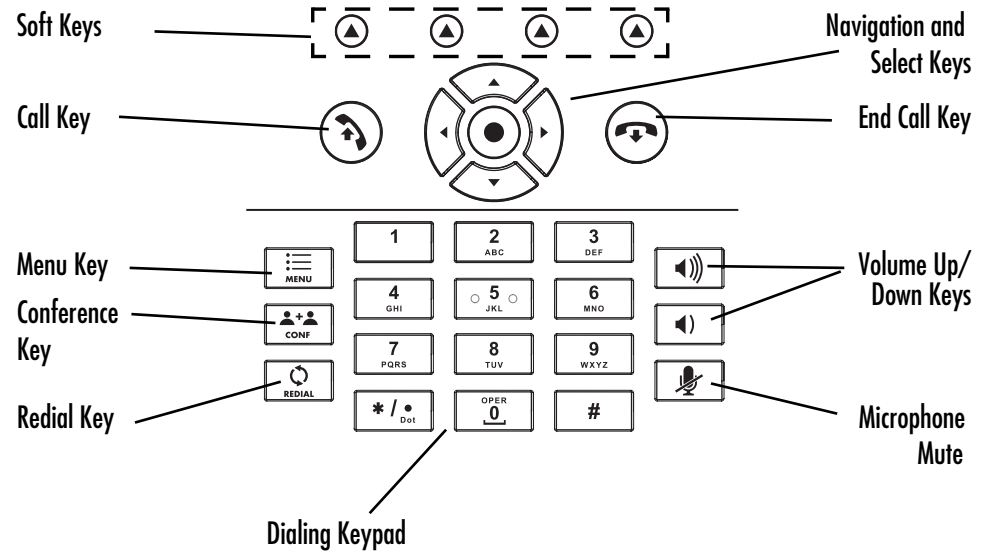 Soft Keys
Navigation and
Select Keys
Call Key
End Call Key
1
2
ABC
3
DEF
Menu Key
MENU
Volume Up/
Down Keys
4
GHI
5
JKL
6
MNO
Conference
Key
CONF
7
PQRS
8
TUV
9
WXYZ
Redial Key
REDIAL
* / •
Dot
OPER
0
#
Microphone
Mute
Dialing Keypad